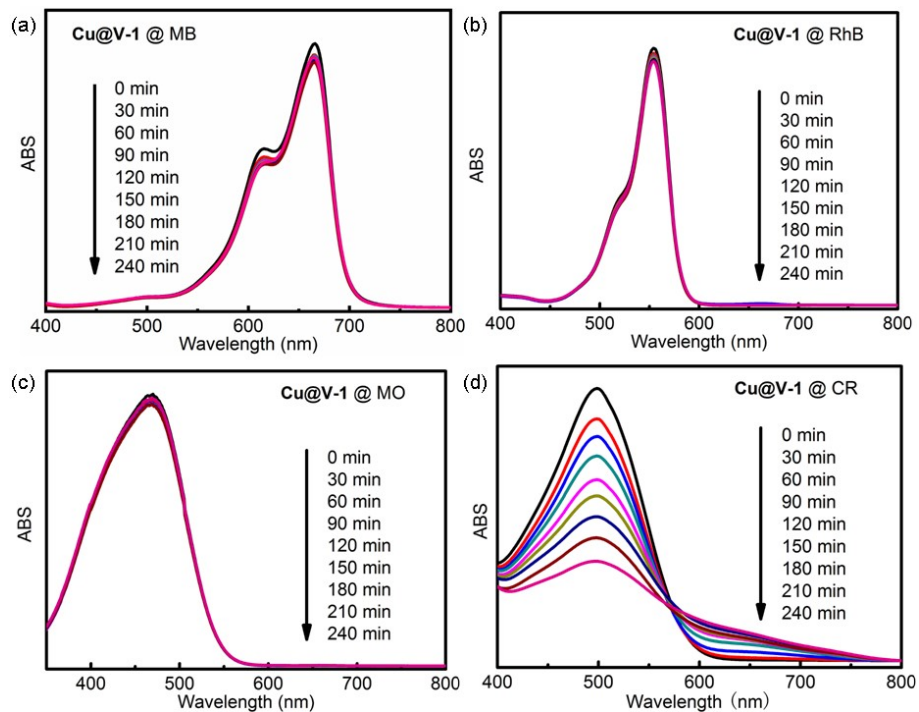 (a)
Cu@V-1 @ MB
0 min
30 min
60 min
90 min
120 min
150 min
180 min
210 min
240 min
ABS
400 500 600 700 800
Wavelength (nm)
(b)
Cu@V-1 @ RhB
0 min
30 min
60 min
90 min
120 min
150 min
180 min
210 min
240 min
ABS
400 500 600 700 800
Wavelength (nm)
(c)
Cu@V-1 @ MO
0 min
30 min
60 min
90 min
120 min
150 min
180 min
210 min
240 min
ABS
400 500 600 700 800
Wavelength (nm)
(d)
Cu@V-1 @ CR
0 min
30 min
60 min
90 min
120 min
150 min
180 min
210 min
240 min
ABS
400 500 600 700 800
Wavelength（nm）